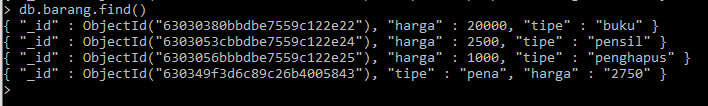 > db.barang.find()
{ "_id" : ObjectId("63030380bbdbe7559c122e22"), "harga" : 20000, "tipe" : "buku" }
{ "_id" : ObjectId("6303053cbbdbe7559c122e24"), "harga" : 2500, "tipe" : "pensil" }
{ "_id" : ObjectId("6303056bbbdbe7559c122e25"), "harga" : 1000, "tipe" : "penghapus" }
{ "_id" : ObjectId("630349f3d6c89c26b4005843"), "tipe" : "pena", "harga" : "2750" }
>